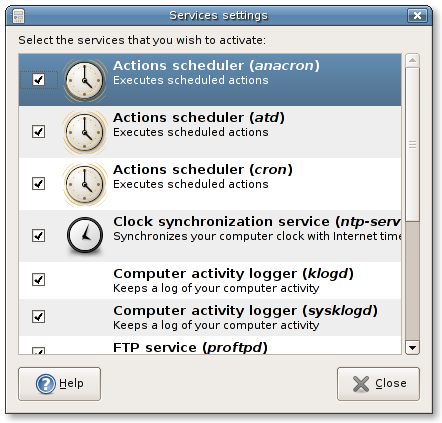 Services settings
Select the services that you wish to activate:
Actions scheduler (anacron)
Executes scheduled actions
Actions scheduler (atd)
Executes scheduled actions
Actions scheduler (cron)
Executes scheduled actions
Clock synchronization service (ntp-serv
Synchronizes your computer clock with Internet time
Computer activity logger (klogd)
Keeps a log of your computer activity
Computer activity logger (sysklogd)
Keeps a log of your computer activity
FTP service (proftpd)
Help
Close